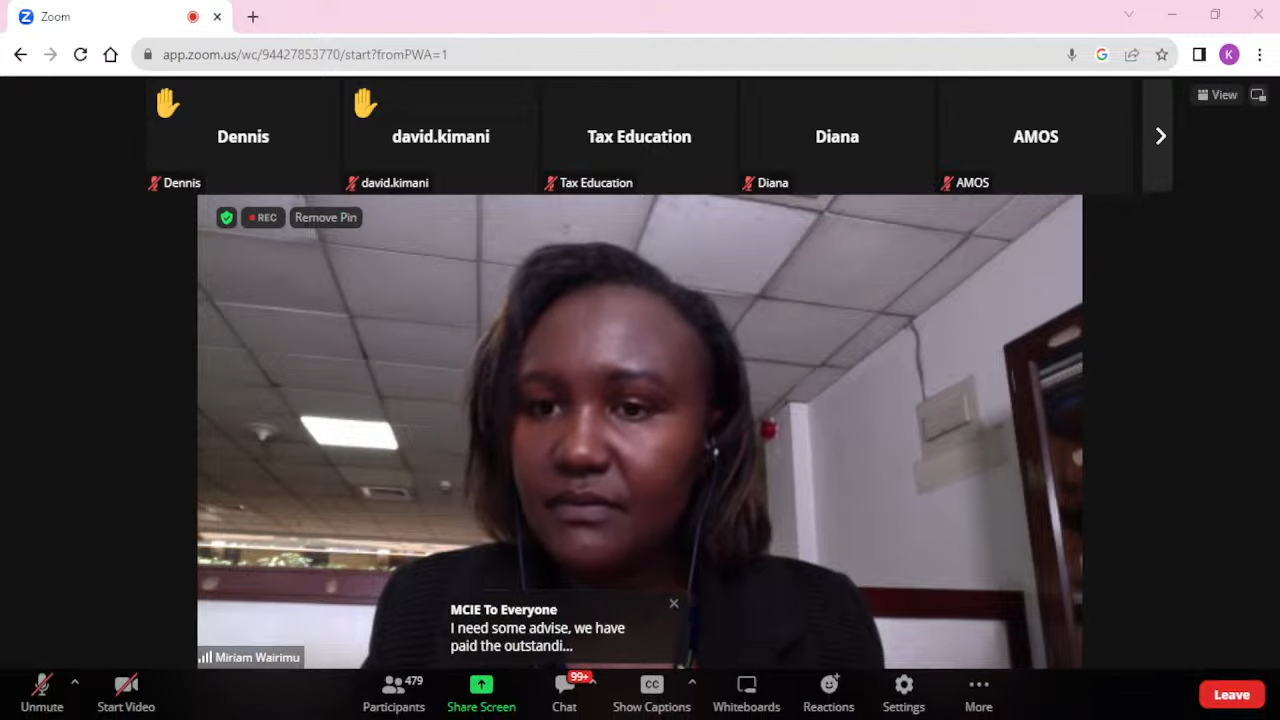 Zoom
app.zoom.us/wc/94427853770/start?fromPWA=1
K
View
Dennis
david.kimani
Tax Education
Diana
AMOS
Dennis
david.kimani
Tax Education
Diana
AMOS
REC
Remove Pin
MCIE To Everyone
I need some advise, we have
paid the outstandi...
Miriam Wairimu
479
99+
CC
Unmute
Start Video
Participants
Share Screen
Chat
Show Captions
Whiteboards
Reactions
Settings
More
Leave